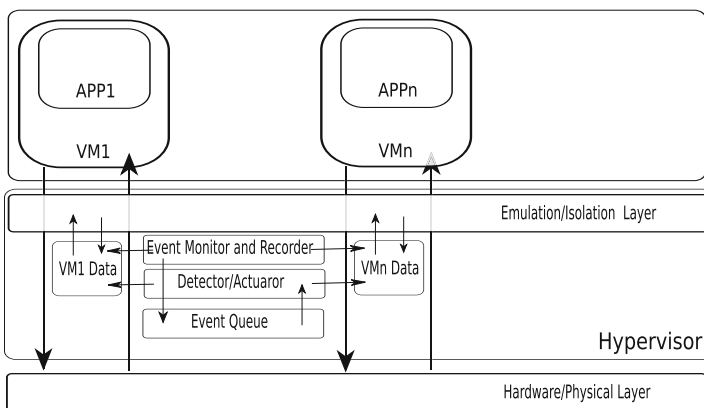 APP1
APPn
VM1
VMn
Emulation/Isolation Layer
Event Monitor and Recorder
VM1 Data
VMn Data
Detector/Actuaror
Event Queue
Hypervisor
Hardware/Physical Layer